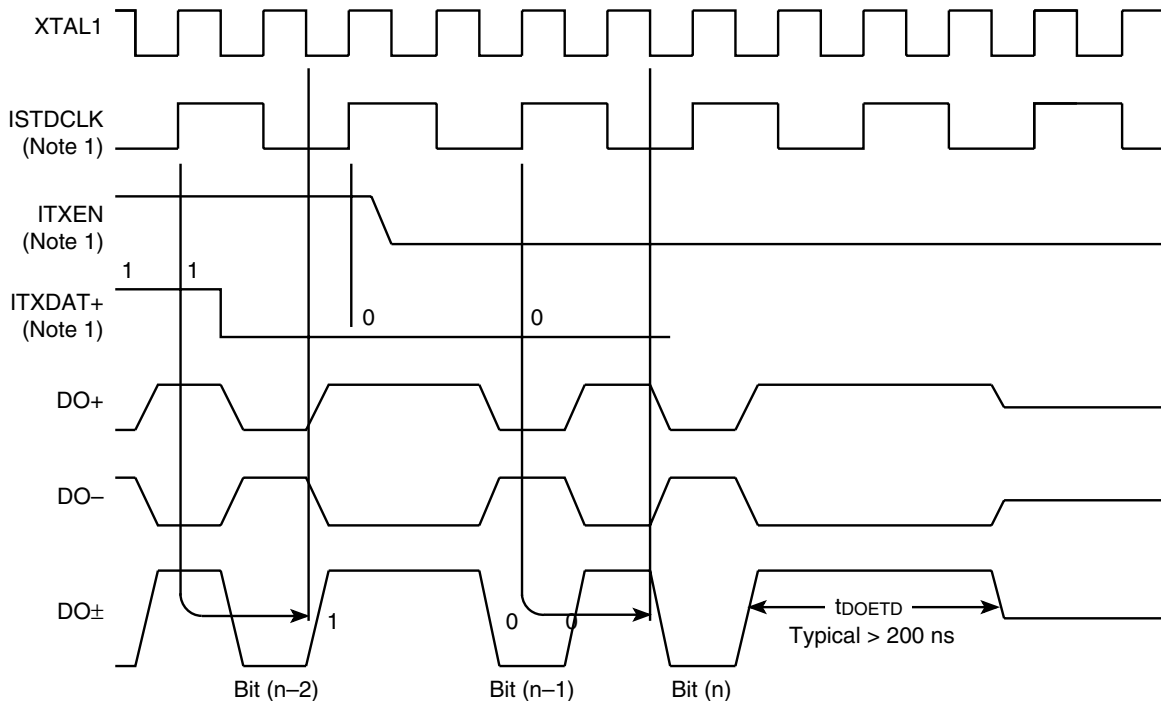 XTAL1
ISTDCLK
(Note 1)
ITXEN
(Note 1)
1 1
ITXDAT+
(Note 1)
0 0
DO+
DO–
DO±
1 0 0
tDOETD
Typical > 200 ns
Bit (n–2) Bit (n–1) Bit (n)